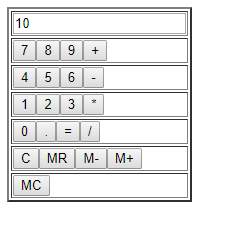 10
7 8 9 +
4 5 6 -
1 2 3 *
0 . = /
C MR M- M+
MC